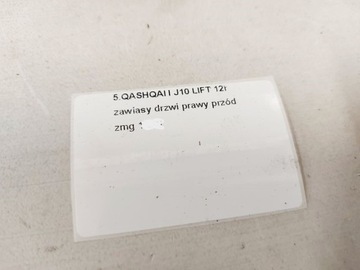 5.QASHQAI I J10 LIFT 12r
zawiasy drzwi prawy przód
zmg